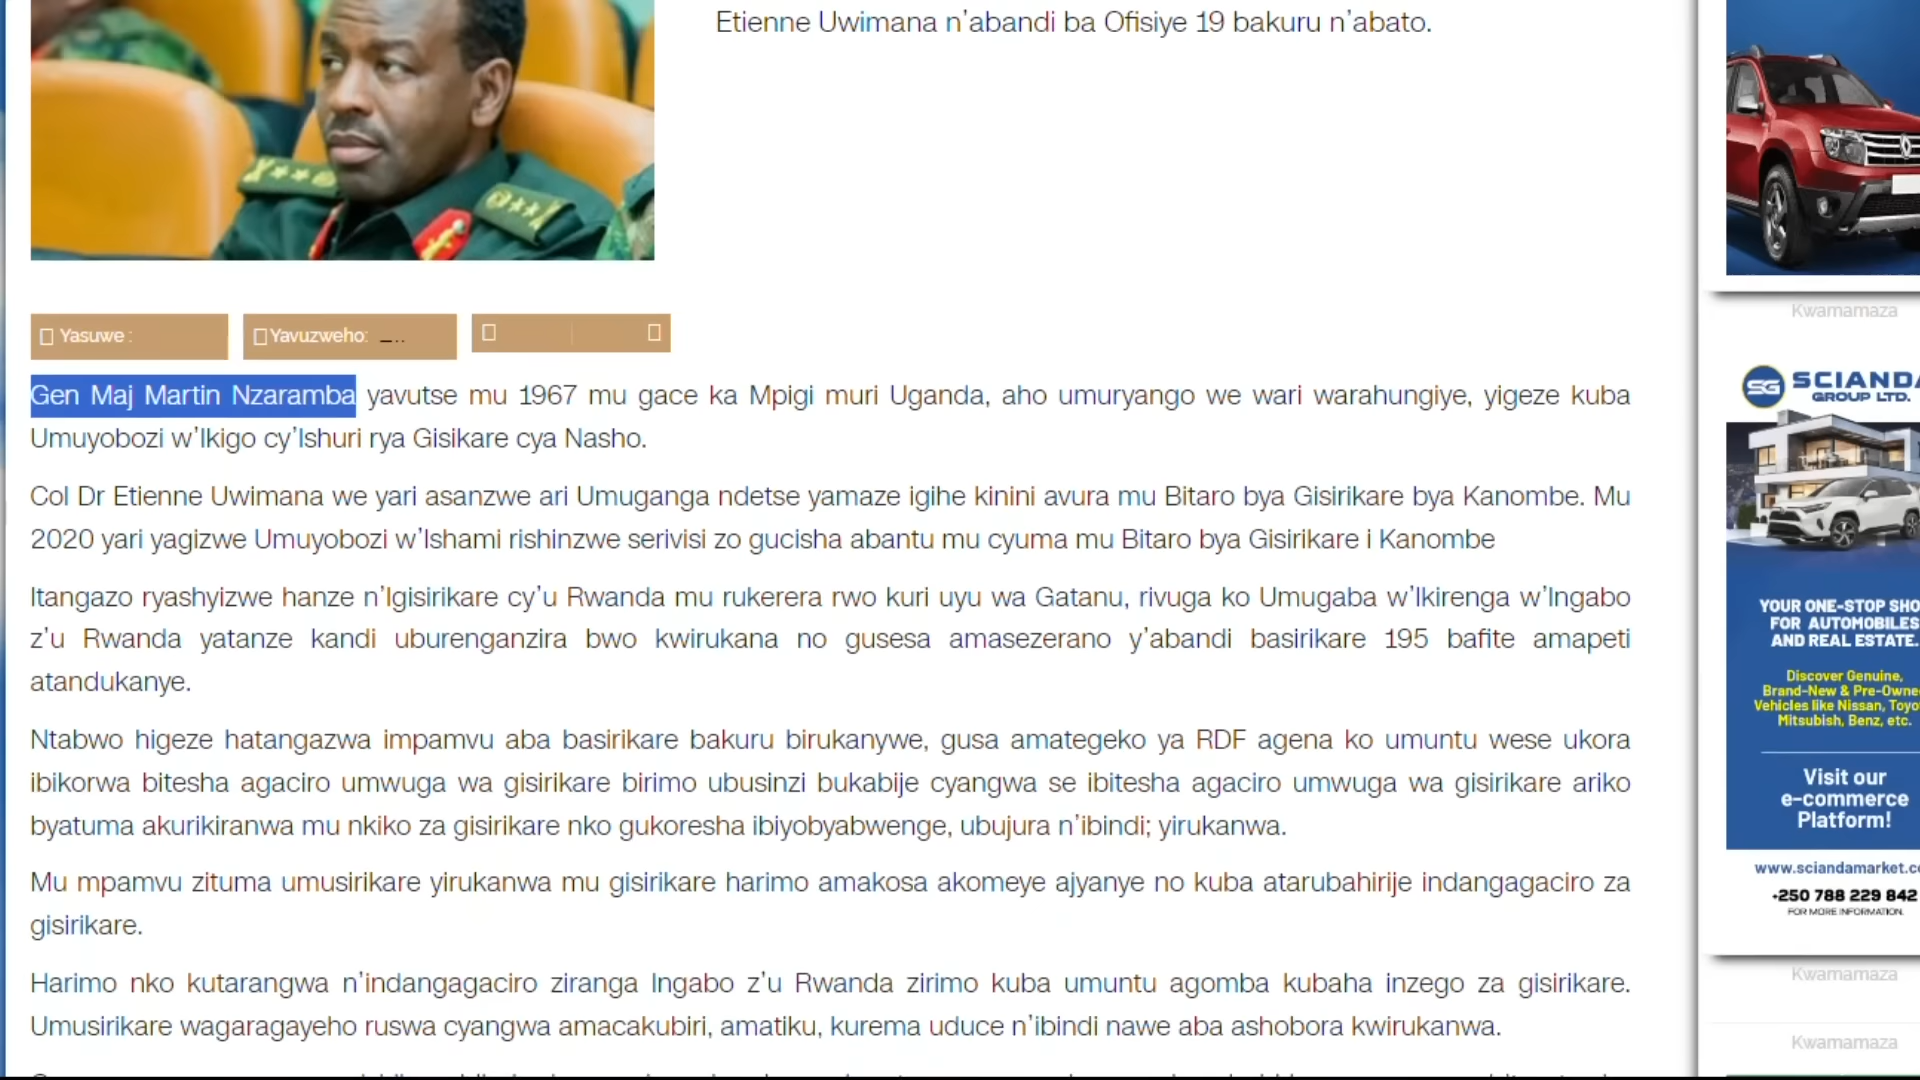 Etienne Uwimana n'abandi ba Ofisiye 19 bakuru n'abato.
Yasuwe :
Yavuzweho:
Gen Maj Martin Nzaramba yavutse mu 1967 mu gace ka Mpigi muri Uganda, aho umuryango we wari warahungiye, yigeze kuba
Umuyobozi w'Ikigo cy'Ishuri rya Gisikare cya Nasho.
Col Dr Etienne Uwimana we yari asanzwe ari Umuganga ndetse yamaze igihe kinini avura mu Bitaro bya Gisirikare bya Kanombe. Mu
2020 yari yagizwe Umuyobozi w'Ishami rishinzwe serivisi zo gucisha abantu mu cyuma mu Bitaro bya Gisirikare i Kanombe
Itangazo ryashyizwe hanze n'Igisirikare cy'u Rwanda mu rukerera rwo kuri uyu wa Gatanu, rivuga ko Umugaba w'Ikirenga w'Ingabo
z'u Rwanda yatanze kandi uburenganzira bwo kwirukana no gusesa amasezerano y'abandi basirikare 195 bafite amapeti
atandukanye.
Ntabwo higeze hatangazwa impamvu aba basirikare bakuru birukanywe, gusa amategeko ya RDF agena ko umuntu wese ukora
ibikorwa bitesha agaciro umwuga wa gisirikare birimo ubusinzi bukabije cyangwa se ibitesha agaciro umwuga wa gisirikare ariko
byatuma akurikiranwa mu nkiko za gisirikare nko gukoresha ibiyobyabwenge, ubujura n'ibindi; yirukanwa.
Mu mpamvu zituma umusirikare yirukanwa mu gisirikare harimo amakosa akomeye ajyanye no kuba atarubahirije indangagaciro za
gisirikare.
Harimo nko kutarangwa n'indangagaciro ziranga Ingabo z'u Rwanda zirimo kuba umuntu agomba kubaha inzego za gisirikare.
Umusirikare wagaragayeho ruswa cyangwa amacakubiri, amatiku, kurema uduce n'ibindi nawe aba ashobora kwirukanwa.
Kwamamaza
SG SCIANDA
GROUP LTD.
YOUR ONE-STOP SHO
FOR AUTOMOBILES
AND REAL ESTATE.
Discover Genuine,
Brand-New & Pre-Owne
Vehicles like Nissan, Toyo
Mitsubish, Benz, etc.
Visit our
e-commerce
Platform!
www.sciandamarket.c
+250 788 229 842
FOR MORE INFORMATION.
Kwamamaza
Kwamamaza